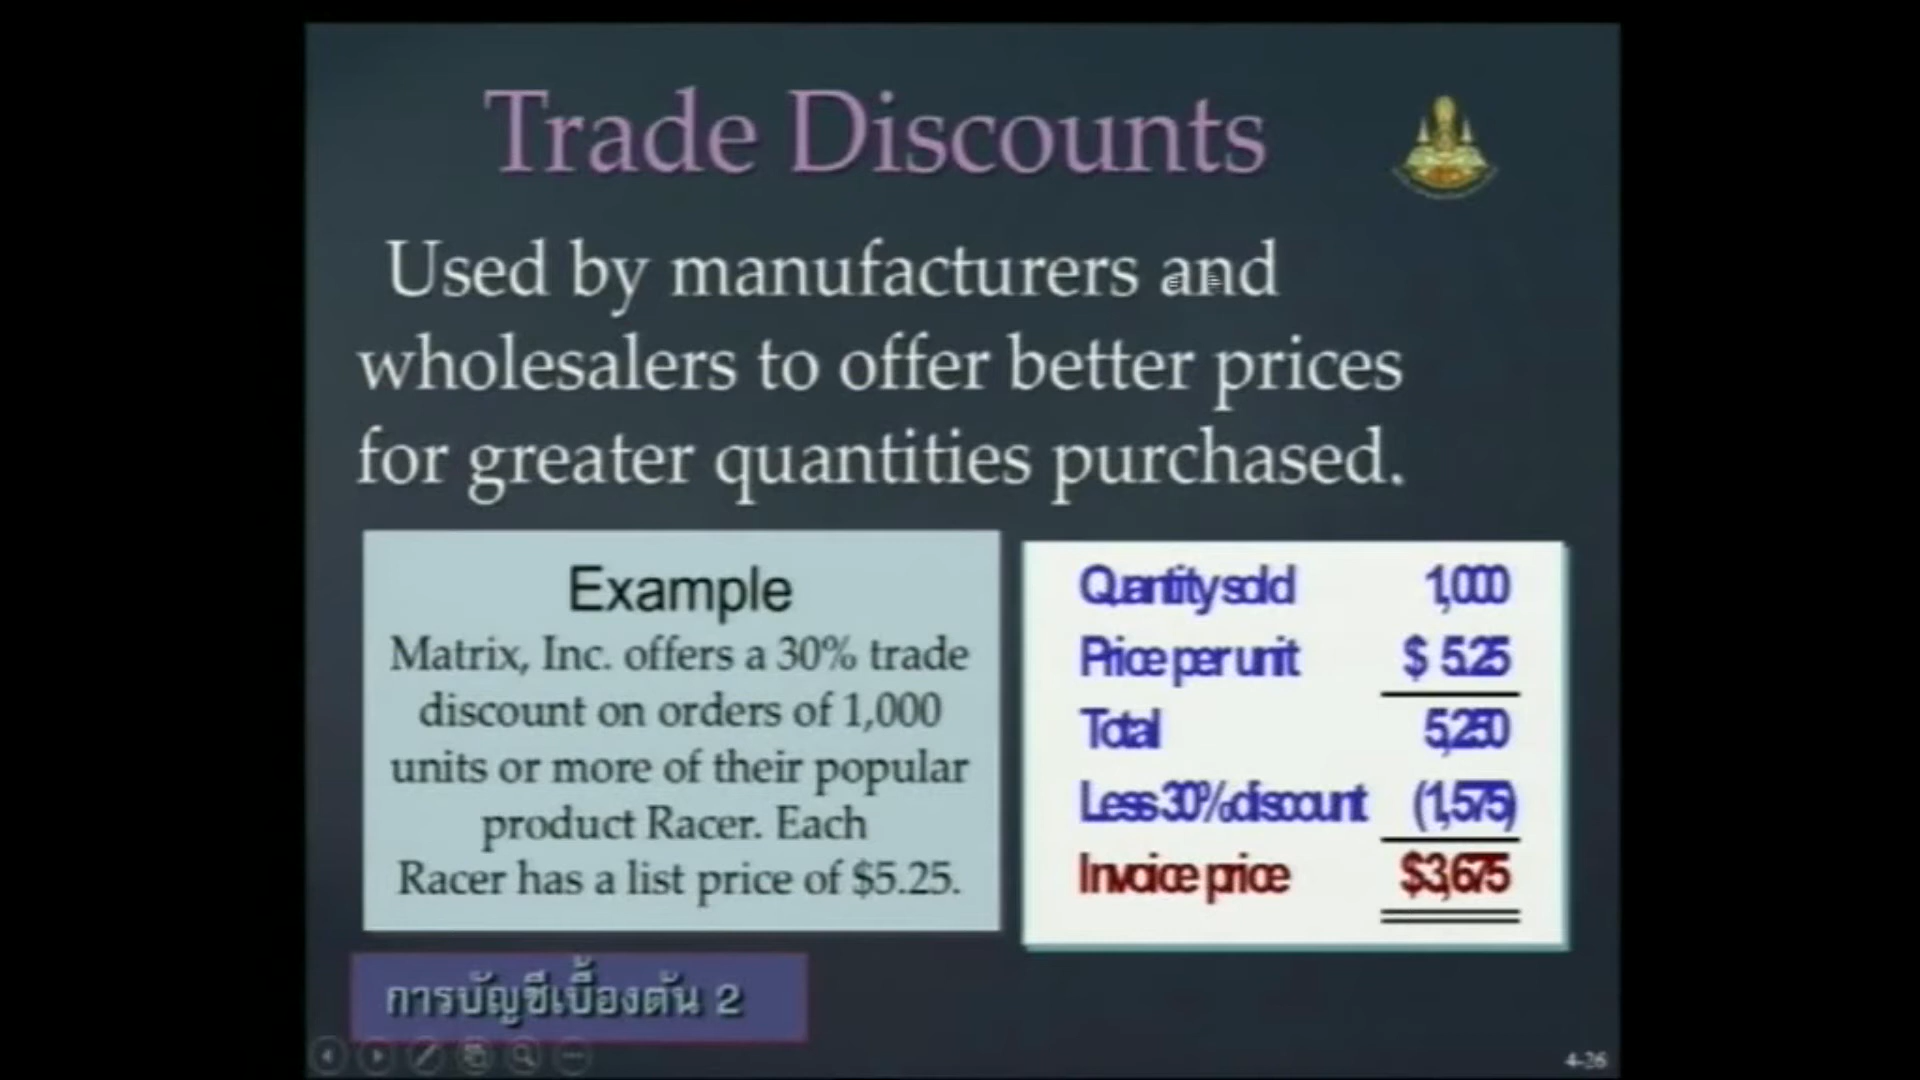 Trade Discounts
Used by manufacturers and
wholesalers to offer better prices
for greater quantities purchased.
Example
Matrix, Inc. offers a 30% trade
discount on orders of 1,000
units or more of their popular
product Racer. Each
Racer has a list price of $5.25.
Quantity sold 1,000
Price per unit $ 5.25
Total 5,250
Less 30% discount (1,575)
Invoice price $3,675
การบัญชีเบื้องต้น 2
4-26